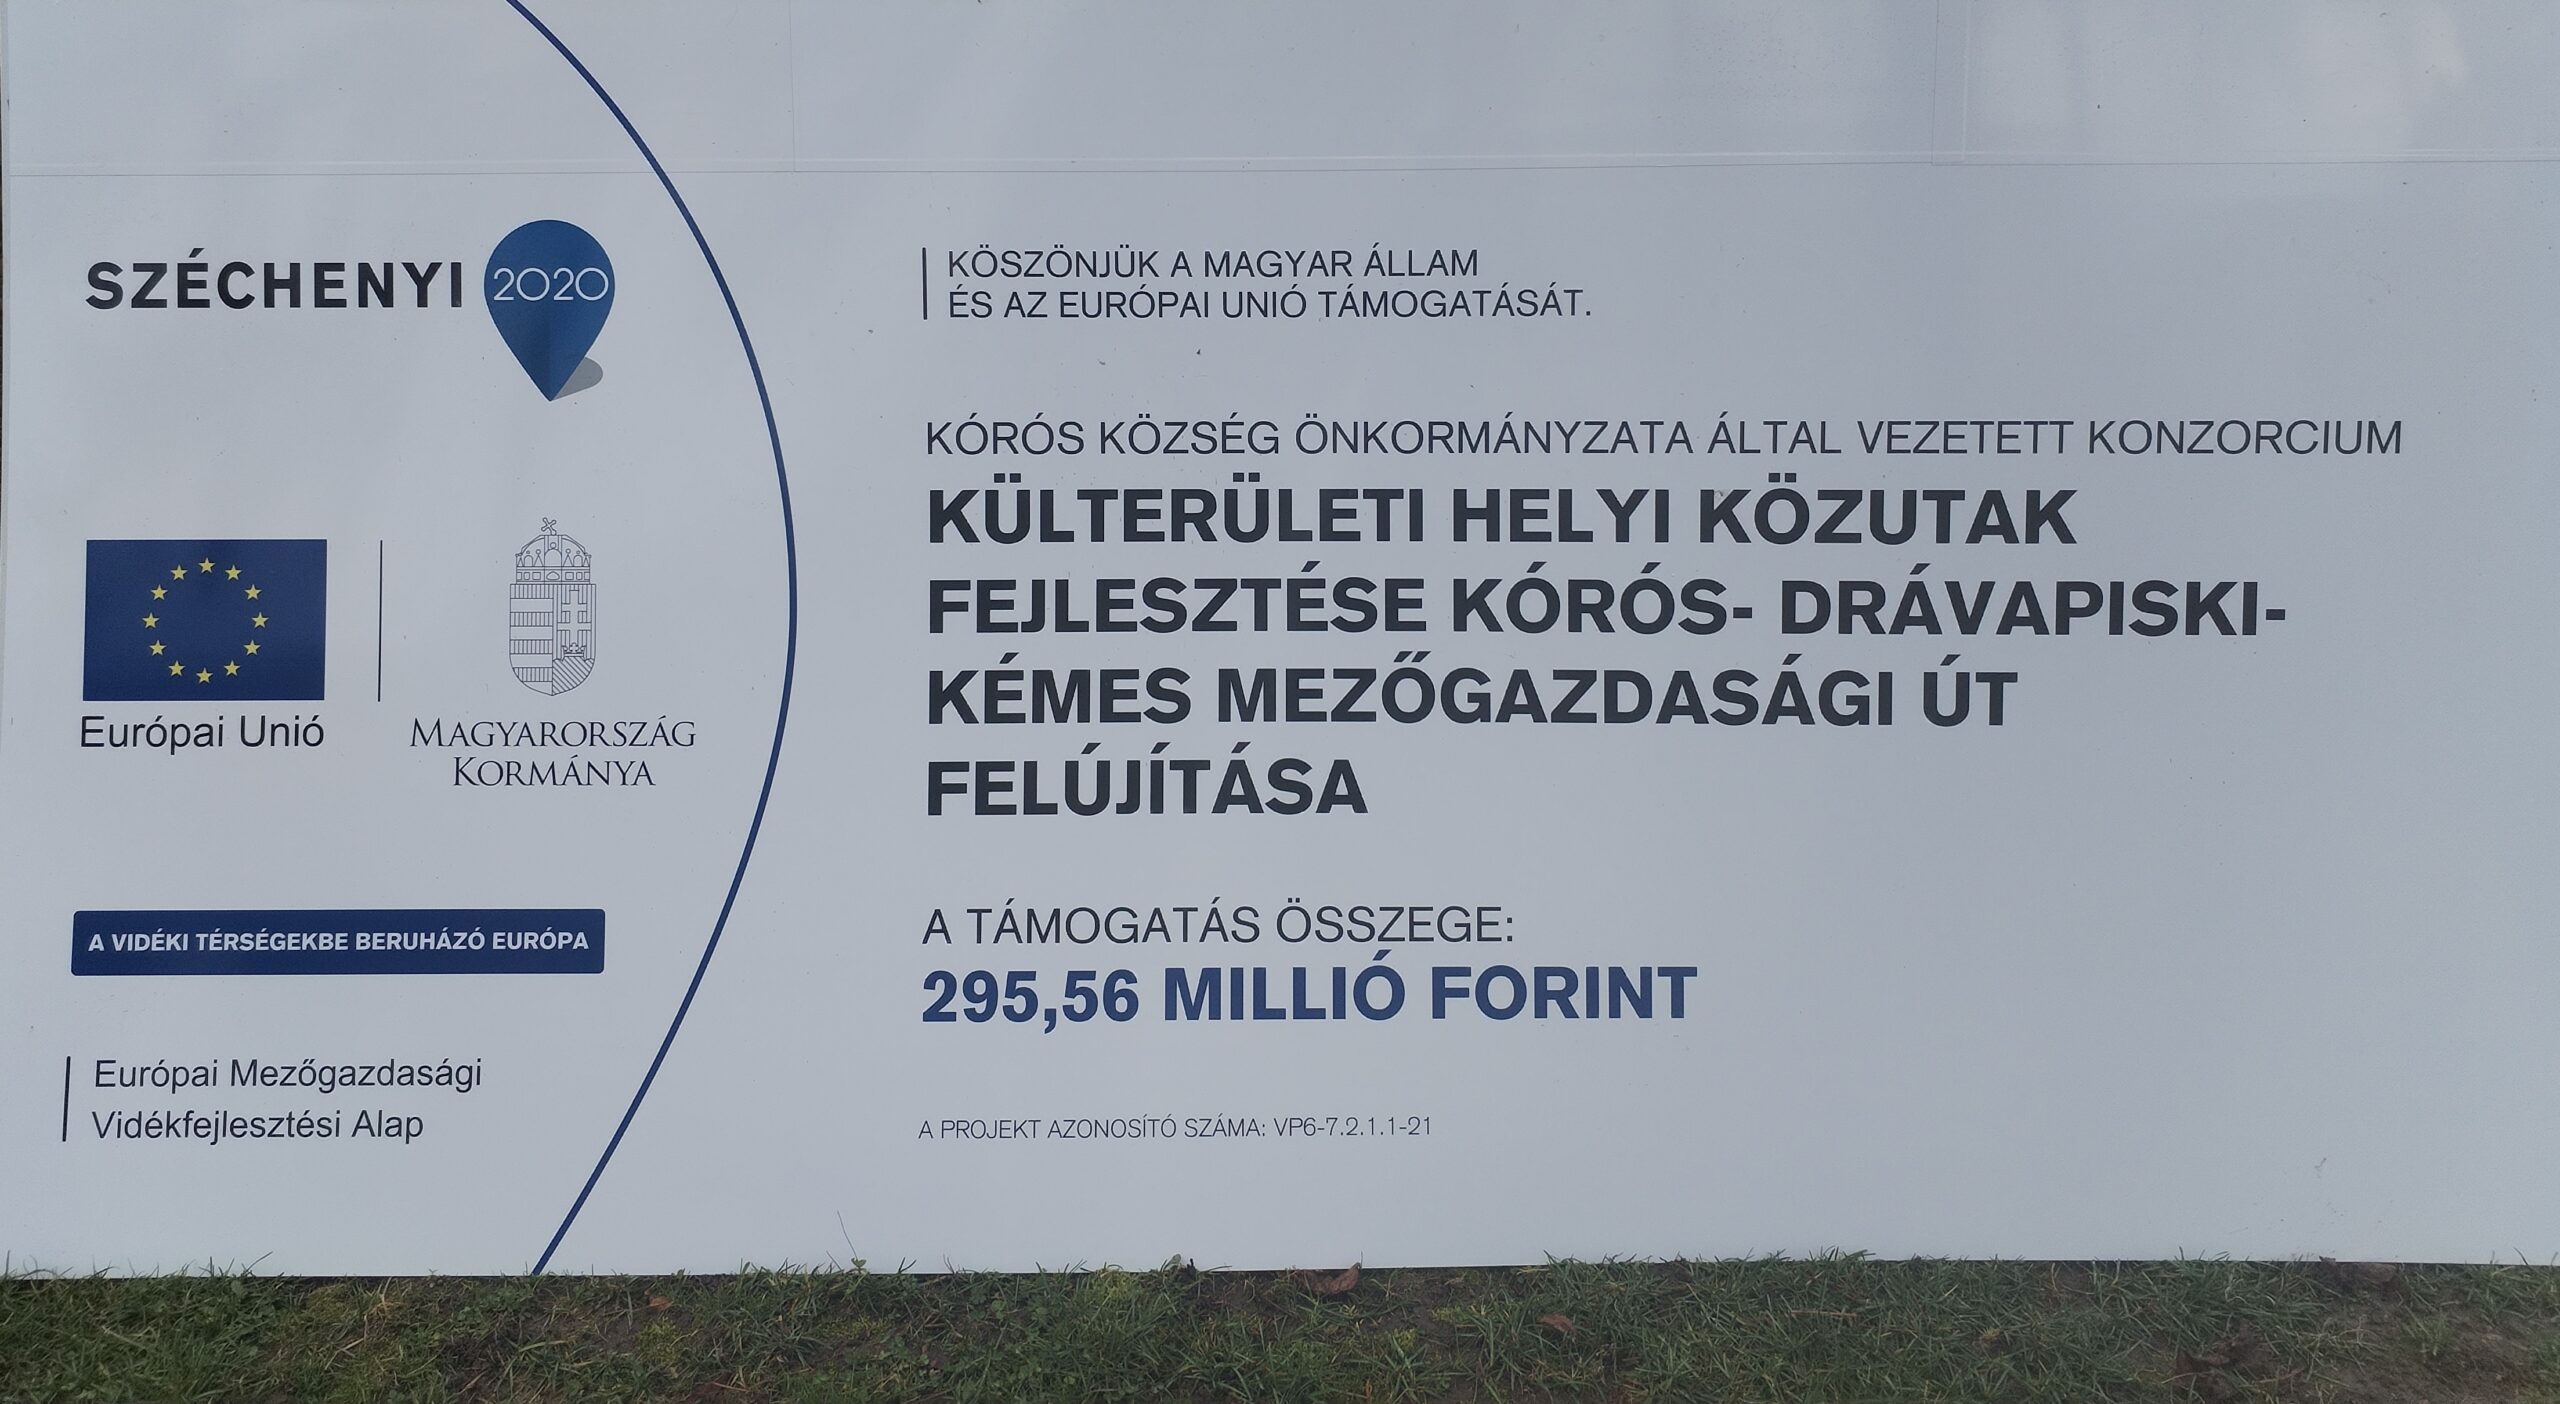 SZÉCHENYI 2020
Európai Unió
MAGYARORSZÁG
KORMÁNYA
A VIDÉKI TÉRSÉGEKBE BERUHÁZÓ EURÓPA
Európai Mezőgazdasági
Vidékfejlesztési Alap
KÖSZÖNJÜK A MAGYAR ÁLLAM
ÉS AZ EURÓPAI UNIÓ TÁMOGATÁSÁT.
KÓRÓS KÖZSÉG ÖNKORMÁNYZATA ÁLTAL VEZETETT KONZORCIUM
KÜLTERÜLETI HELYI KÖZUTAK
FEJLESZTÉSE KÓRÓS- DRÁVAPISKI-
KÉMES MEZŐGAZDASÁGI ÚT
FELÚJÍTÁSA
A TÁMOGATÁS ÖSSZEGE:
295,56 MILLIÓ FORINT
A PROJEKT AZONOSÍTÓ SZÁMA: VP6-7.2.1.1-21